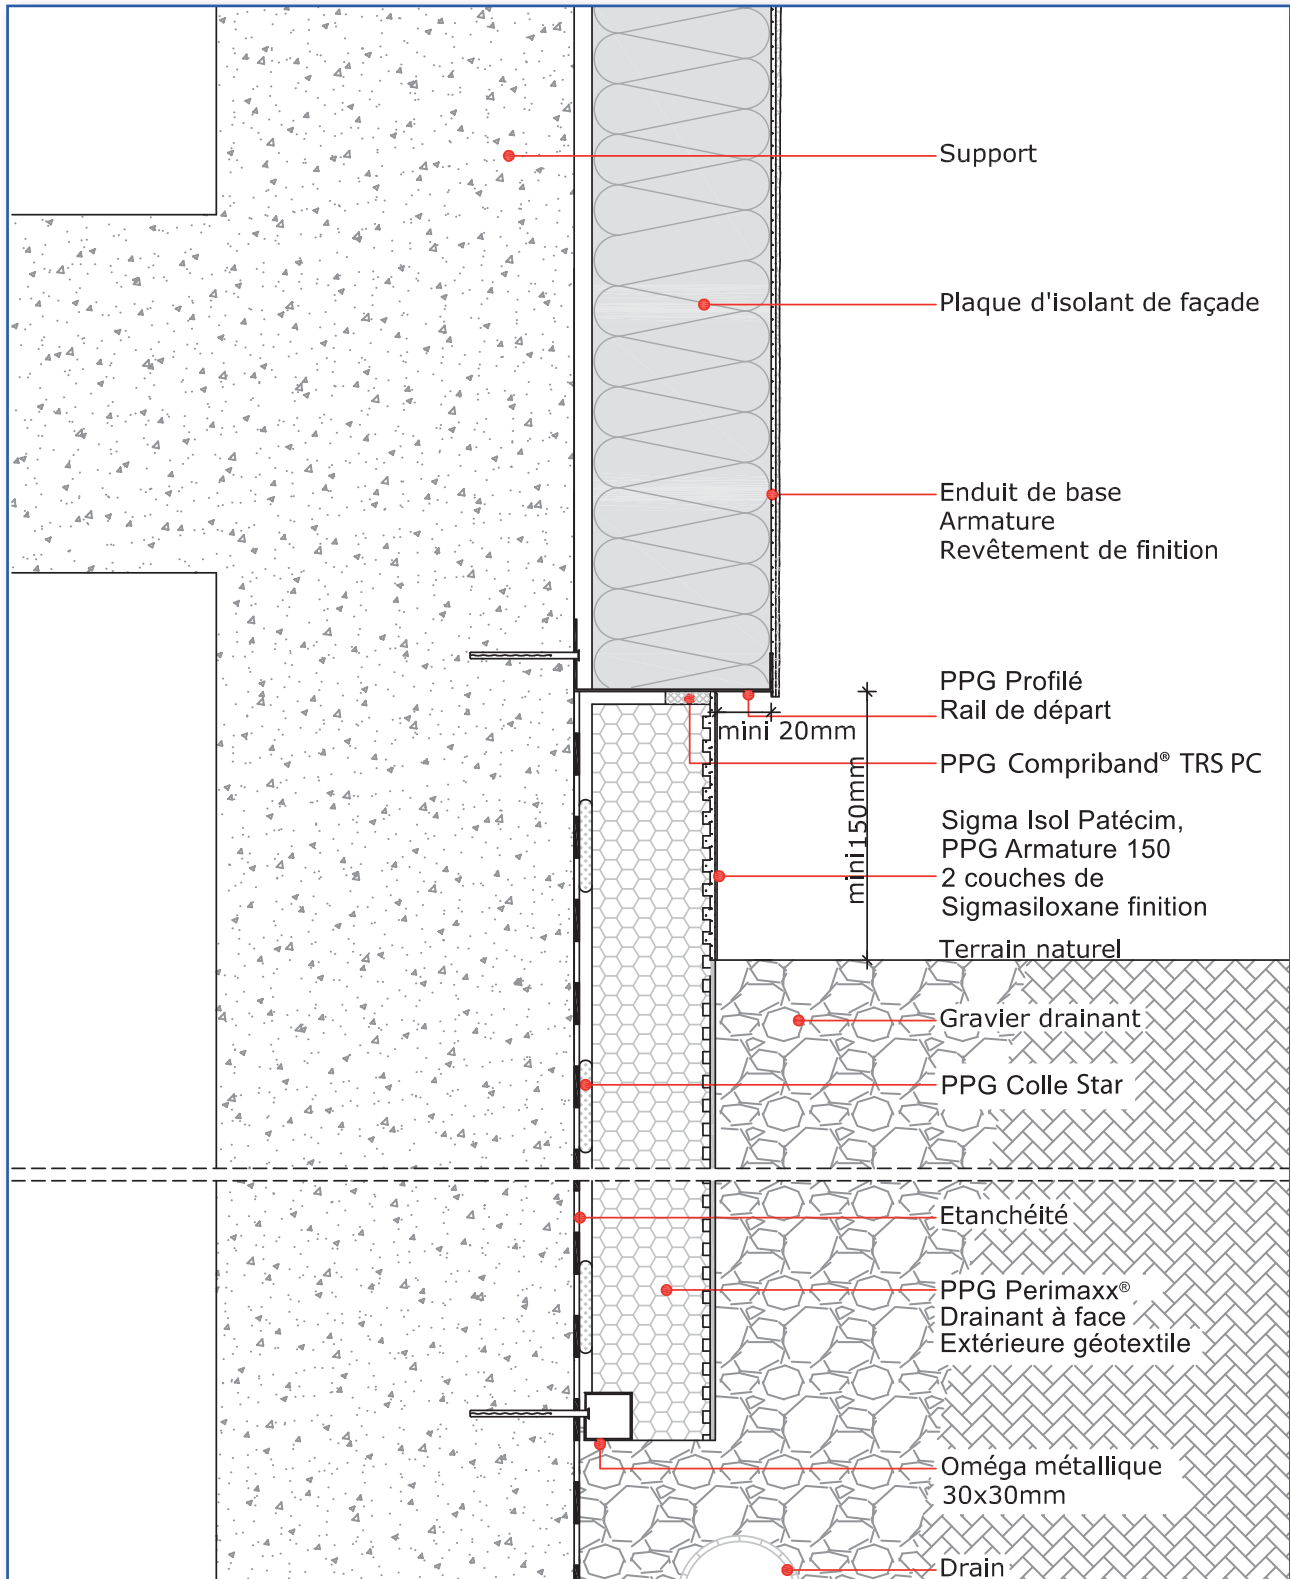 Support
Plaque d'isolant de façade
Enduit de base
Armature
Revêtement de finition
PPG Profilé
Rail de départ
mini 20mm
PPG Compriband® TRS PC
mini150mm
Sigma Isol Patécim,
PPG Armature 150
2 couches de
Sigmasiloxane finition
Terrain naturel
Gravier drainant
PPG Colle Star
Etanchéité
PPG Perimaxx®
Drainant à face
Extérieure géotextile
Oméga métallique
30x30mm
Drain